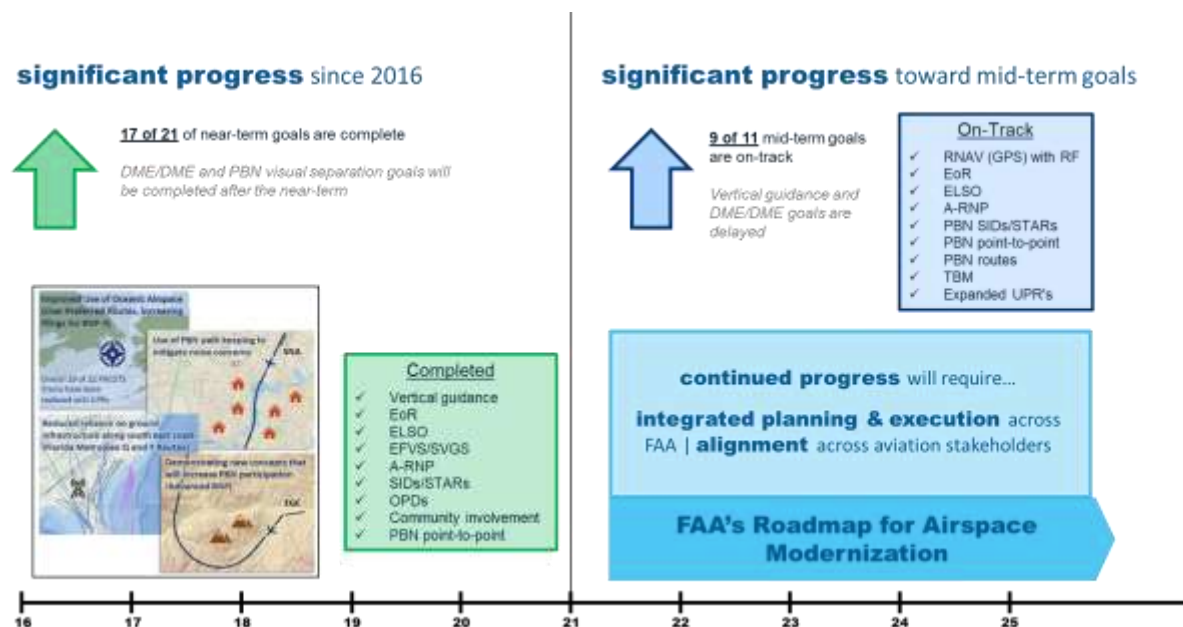 significant progress since 2016
17 of 21 of near-term goals are complete
DME/DME and PBN visual separation goals will
be completed after the near-term
Improved Use of Oceanic Airspace
Use of PBN path keeping to
mitigate noise concerns
SNA
Reduced reliance on ground
infrastructure along south east coast
Demonstrating new concepts that
will increase PBN participation
EGE
Completed
✓ Vertical guidance
✓ EoR
✓ ELSO
✓ EFVS/SVGS
✓ A-RNP
✓ SIDs/STARs
✓ OPDs
✓ Community involvement
✓ PBN point-to-point
significant progress toward mid-term goals
9 of 11 mid-term goals
are on-track
Vertical guidance and
DME/DME goals are
delayed
On-Track
✓ RNAV (GPS) with RF
✓ EoR
✓ ELSO
✓ A-RNP
✓ PBN SIDs/STARs
✓ PBN point-to-point
✓ PBN routes
✓ TBM
✓ Expanded UPR's
continued progress will require...
integrated planning & execution across
FAA | alignment across aviation stakeholders
FAA's Roadmap for Airspace
Modernization
16 17 18 19 20 21 22 23 24 25